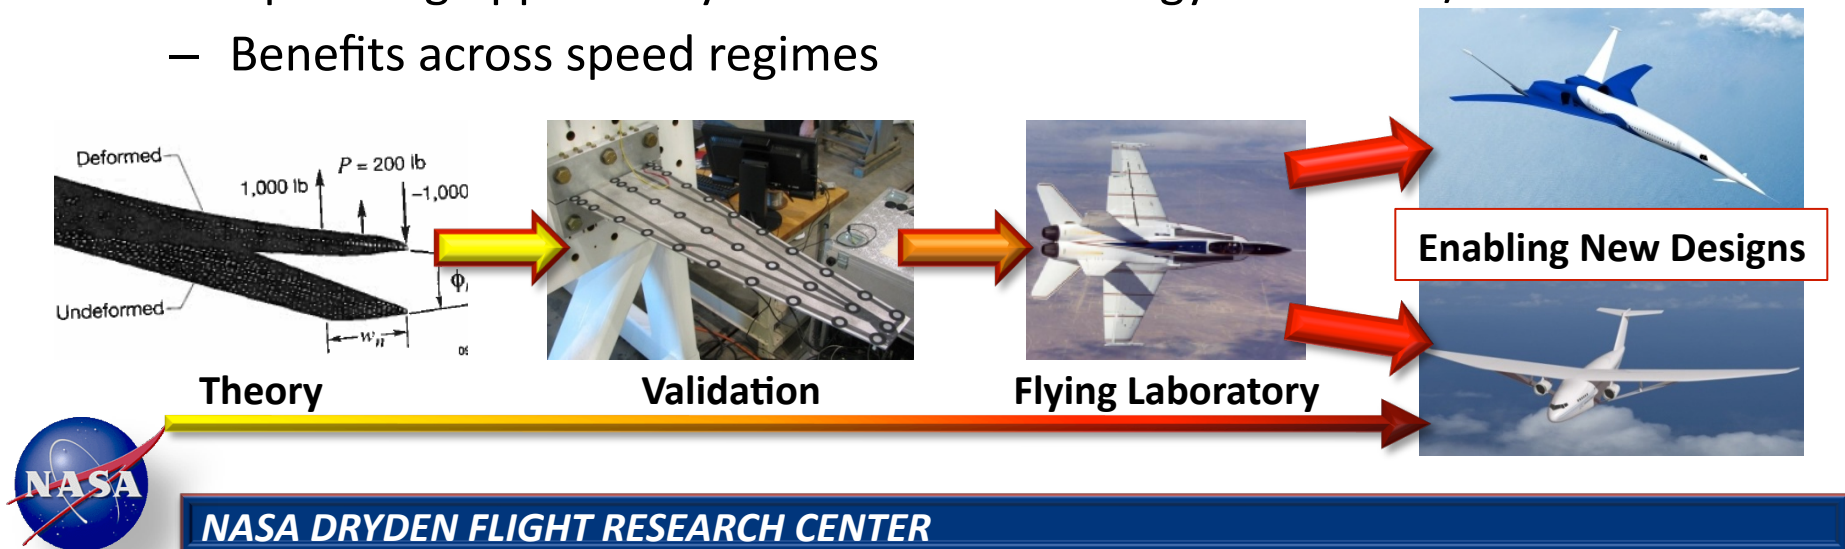 – Benefits across speed regimes
Deformed
P = 200 lb
1,000 lb
–1,000
Undeformed
wn
Φ
Enabling New Designs
Theory
Validation
Flying Laboratory
NASA
NASA DRYDEN FLIGHT RESEARCH CENTER